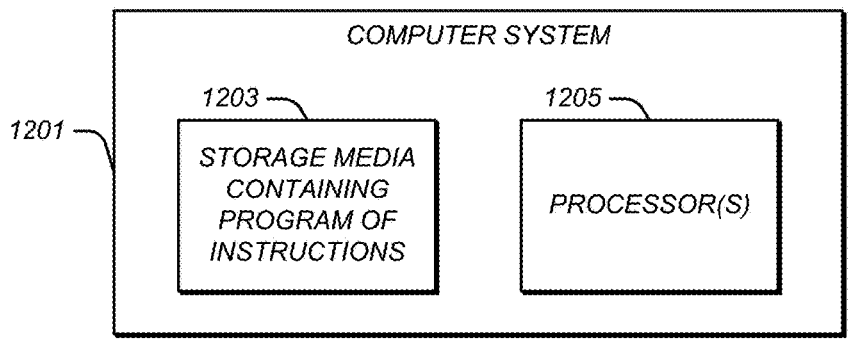 COMPUTER SYSTEM
1203
1205
1201
STORAGE MEDIA
CONTAINING
PROGRAM OF
INSTRUCTIONS
PROCESSOR(S)